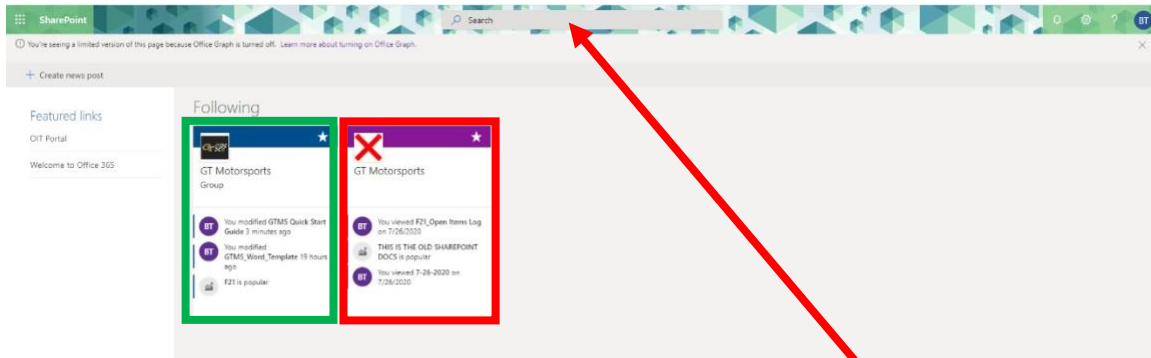 SharePoint
Search
?
BT
You're seeing a limited version of this page because Office Graph is turned off. Learn more about turning on Office Graph.
+ Create news post
Featured links
OIT Portal
Welcome to Office 365
Following
GT Motorsports
Group
BT
You modified GTMS Quick Start
Guide 3 minutes ago
BT
You modified
GTMS_Word_Template 19 hours
ago
F21 is popular
GT Motorsports
BT
You viewed F21_Open Items Log
on 7/26/2020
THIS IS THE OLD SHAREPOINT
DOCS is popular
BT
You viewed 7-26-2020 on
7/26/2020